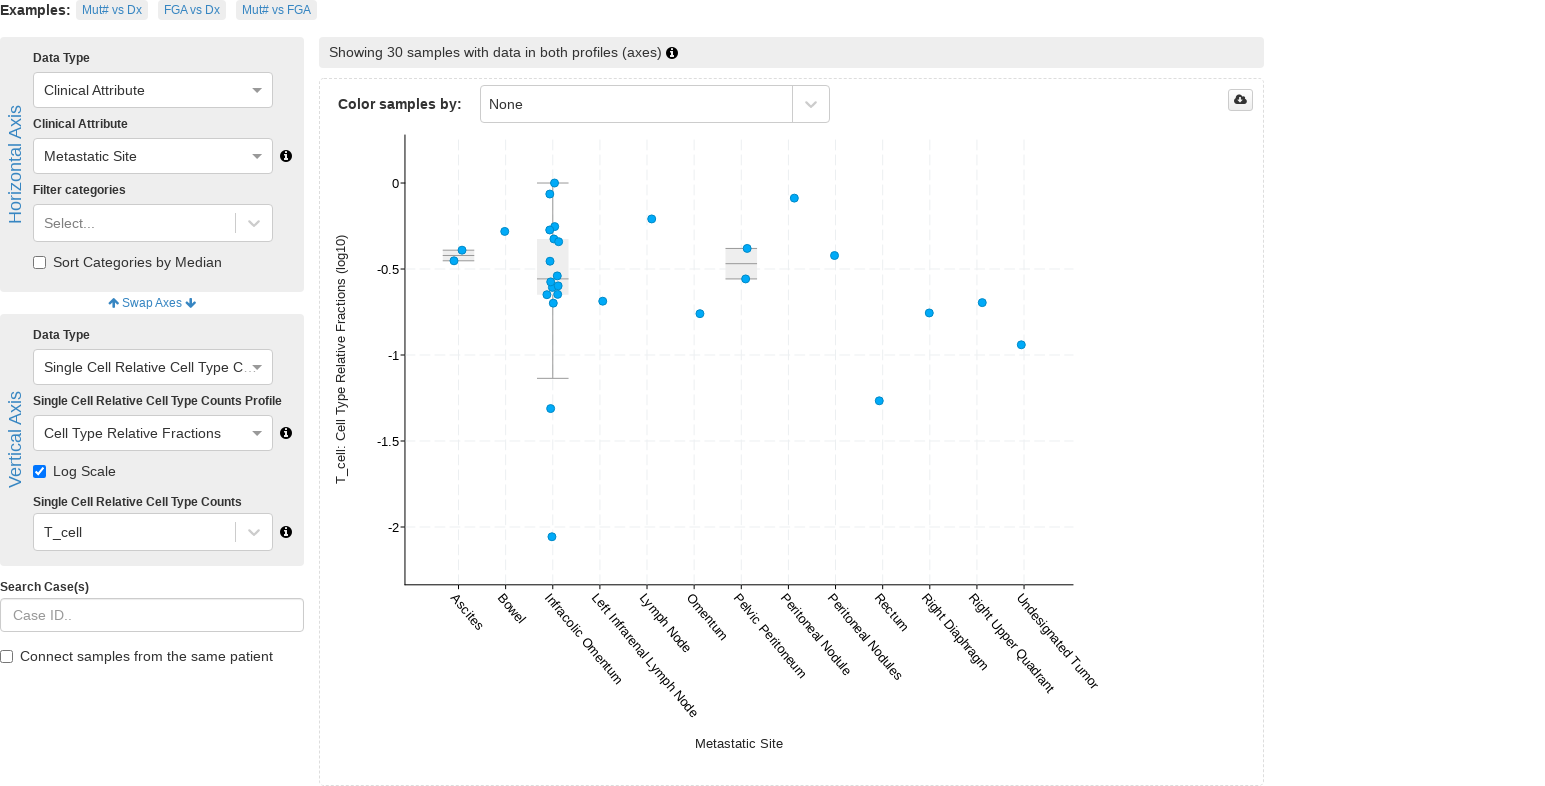 Examples: Mut# vs Dx FGA vs Dx Mut# vs FGA
Horizontal Axis
Data Type
Clinical Attribute
Clinical Attribute
Metastatic Site
Filter categories
Select...
Sort Categories by Median
Swap Axes
Vertical Axis
Data Type
Single Cell Relative Cell Type C...
Single Cell Relative Cell Type Counts Profile
Cell Type Relative Fractions
Log Scale
Single Cell Relative Cell Type Counts
T_cell
Search Case(s)
Case ID..
Connect samples from the same patient
Showing 30 samples with data in both profiles (axes)
Color samples by: None
T_cell: Cell Type Relative Fractions (log10)
0
-0.5
-1
-1.5
-2
Ascites
Bowel
Infracolic Omentum
Left Infrarenal Lymph Node
Lymph Node
Omentum
Pelvic Peritoneum
Peritoneal Nodule
Peritoneal Nodules
Rectum
Right Diaphragm
Right Upper Quadrant
Undesignated Tumor
Metastatic Site